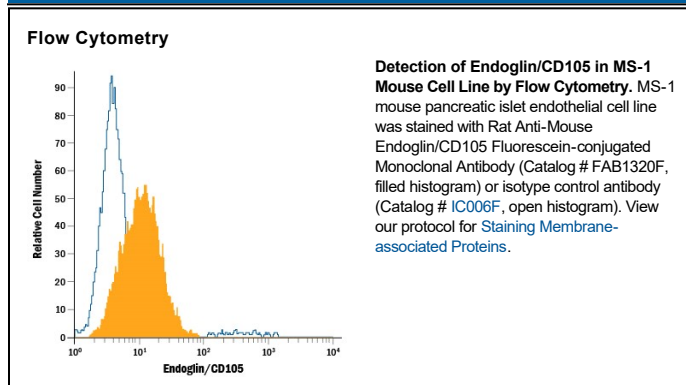 Flow Cytometry
Relative Cell Number
90
80
70
60
50
40
30
20
10
0
10⁰ 10¹ 10² 10³ 10⁴
Endoglin/CD105
Detection of Endoglin/CD105 in MS-1
Mouse Cell Line by Flow Cytometry. MS-1
mouse pancreatic islet endothelial cell line
was stained with Rat Anti-Mouse
Endoglin/CD105 Fluorescein-conjugated
Monoclonal Antibody (Catalog # FAB1320F,
filled histogram) or isotype control antibody
(Catalog # IC006F, open histogram). View
our protocol for Staining Membrane-
associated Proteins.